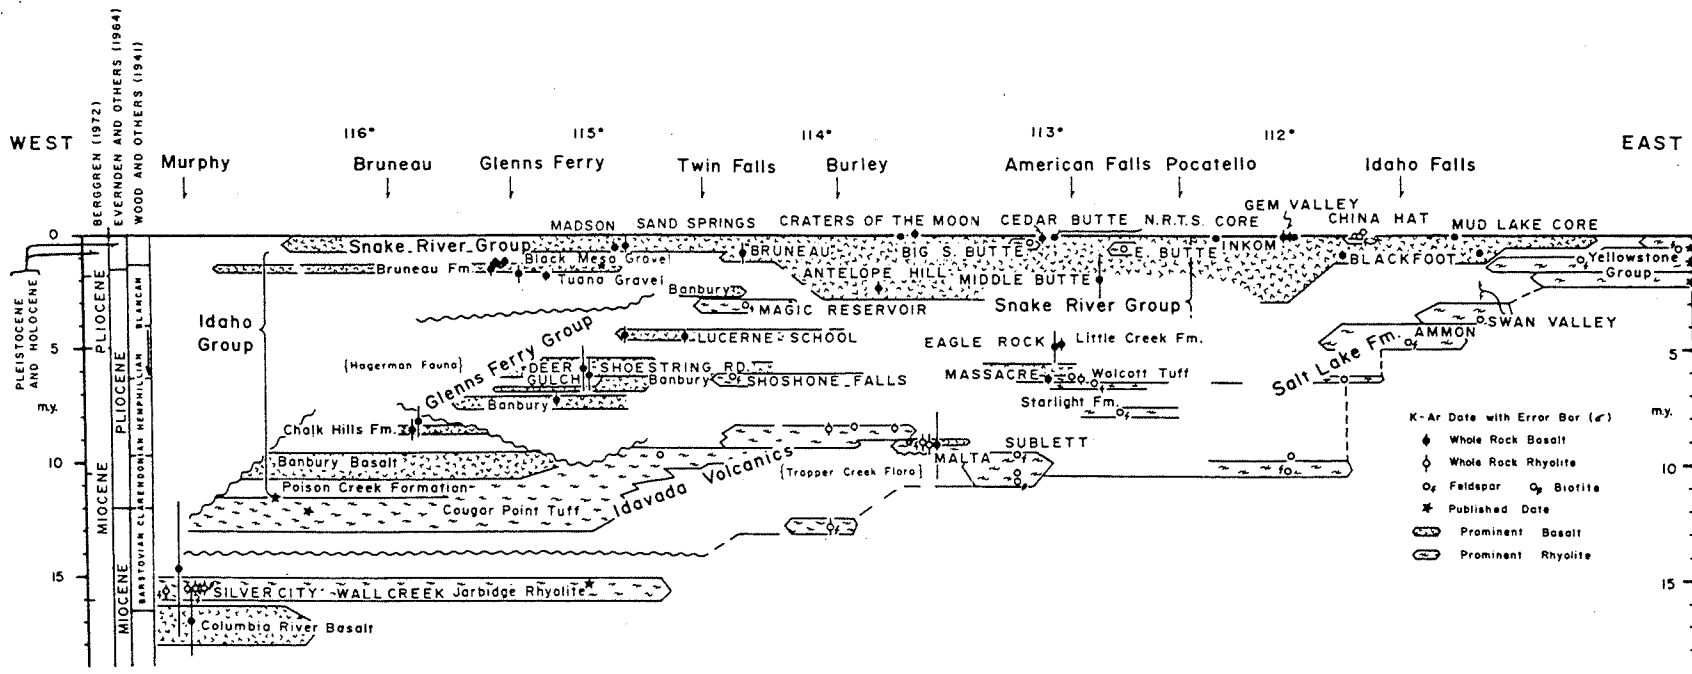 BERGGREN (1972)
EVERNDEN AND OTHERS (1964)
WOOD AND OTHERS (1941)
116° 115° 114° 113° 112°
WEST EAST
Murphy Bruneau Glenns Ferry Twin Falls Burley American Falls Pocatello Idaho Falls
GEM VALLEY
MADSON SAND SPRINGS CRATERS OF THE MOON CEDAR BUTTE N.R.T.S. CORE CHINA HAT MUD LAKE CORE
0
Snake River Group BRUNEAU BIG S. BUTTE E. BUTTE INKOM
Black Mesa Gravel BLACKFOOT Yellowstone
Bruneau Fm. Group
Tuana Gravel ANTELOPE HILL MIDDLE BUTTE
Banbury
MAGIC RESERVOIR Snake River Group
Idaho
Group
SWAN VALLEY
AMMON
LUCERNE SCHOOL EAGLE ROCK Little Creek Fm.
5 5
Glenns Ferry Group
Salt Lake Fm.
{Hagerman Fauna} DEER SHOESTRING RD.
GULCH Banbury SHOSHONE FALLS MASSACRE Walcott Tuff
Banbury Starlight Fm.
PLEISTOCENE
AND HOLOCENE
PLIOCENE
PLIOCENE
MIOCENE
MIOCENE
BLANCAN
HEMPHILLIAN
CLARENDONIAN
BARSTOVIAN
m.y. m.y.
Chalk Hills Fm.
SUBLETT
MALTA
10 10
Banbury Basalt
{Trapper Creek Flora}
Idavada Volcanics
Poison Creek Formation
Cougar Point Tuff
15 15
SILVER CITY - WALL CREEK Jarbidge Rhyolite
Columbia River Basalt
K-Ar Date with Error Bar (σ)
Whole Rock Basalt
Whole Rock Rhyolite
f Feldspar B Biotite
Published Date
Prominent Basalt
Prominent Rhyolite